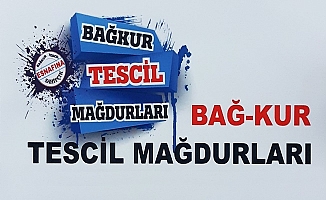 BAĞKUR
TESCİL
MAĞDURLARI
ESNAFINA
BAĞ-KUR
TESCİL MAĞDURLARI